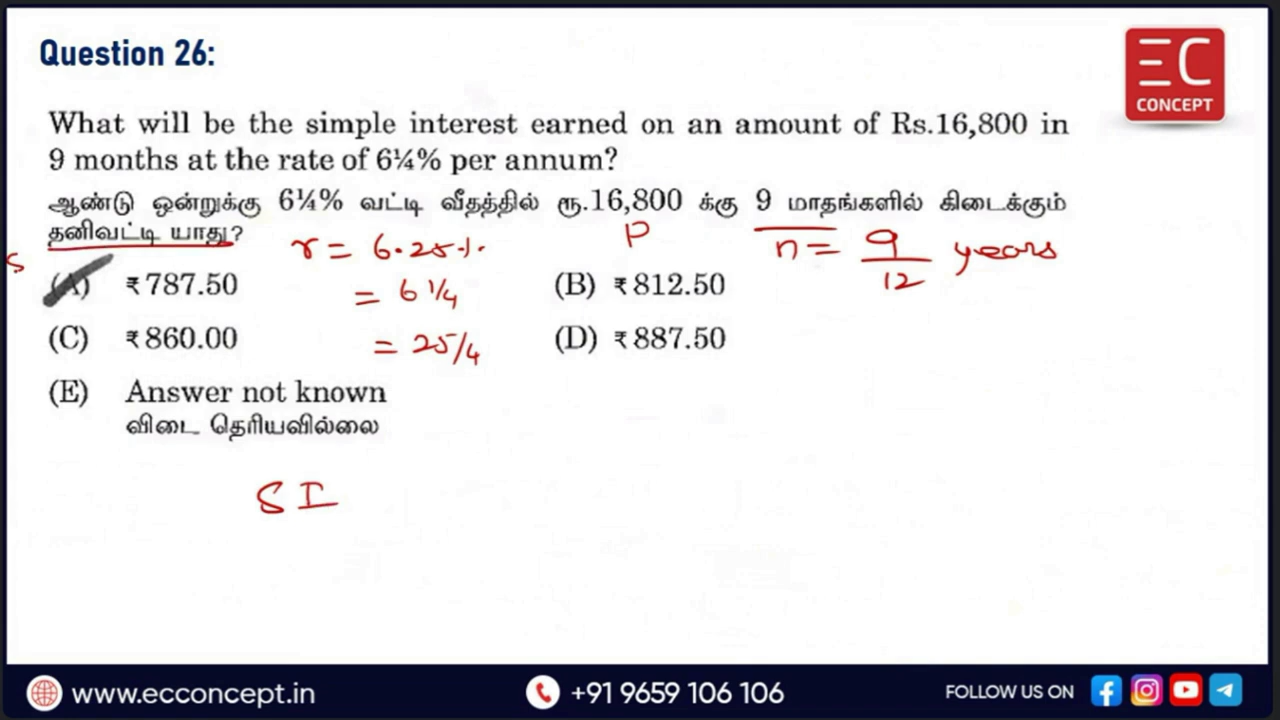 Question 26:
EC
CONCEPT
What will be the simple interest earned on an amount of Rs.16,800 in
9 months at the rate of 6¼% per annum?
ஆண்டு ஒன்றுக்கு 6¼% வட்டி வீதத்தில் ரூ.16,800 க்கு 9 மாதங்களில் கிடைக்கும்
தனிவட்டி யாது?
r = 6.25%
P
n = 9/12 years
S
(A) ₹787.50
= 6 1/4
(B) ₹812.50
(C) ₹860.00
= 25/4
(D) ₹887.50
(E) Answer not known
விடை தெரியவில்லை
SI
www.ecconcept.in
+91 9659 106 106
FOLLOW US ON